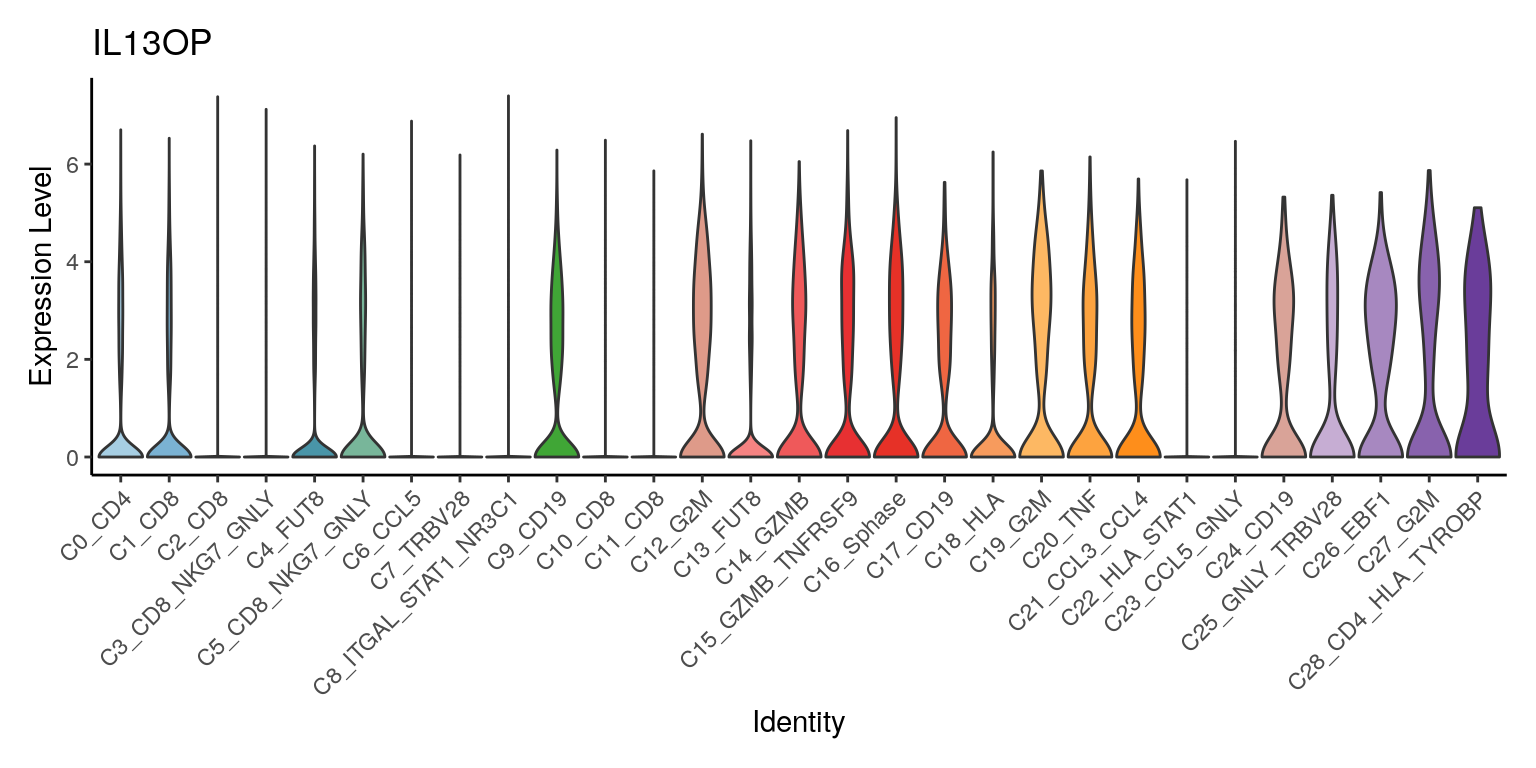 IL13OP
Expression Level
6
4
2
0
C0_CD4
C1_CD8
C2_CD8
C3_CD8_NKG7_GNLY
C4_FUT8
C5_CD8_NKG7_GNLY
C6_CCL5
C7_TRBV28
C8_ITGAL_STAT1_NR3C1
C9_CD19
C10_CD8
C11_CD8
C12_G2M
C13_FUT8
C14_GZMB
C15_GZMB_TNFRSF9
C16_Sphase
C17_CD19
C18_HLA
C19_G2M
C20_TNF
C21_CCL3_CCL4
C22_HLA_STAT1
C23_CCL5_GNLY
C24_CD19
C25_GNLY_TRBV28
C26_EBF1
C27_G2M
C28_CD4_HLA_TYROBP
Identity